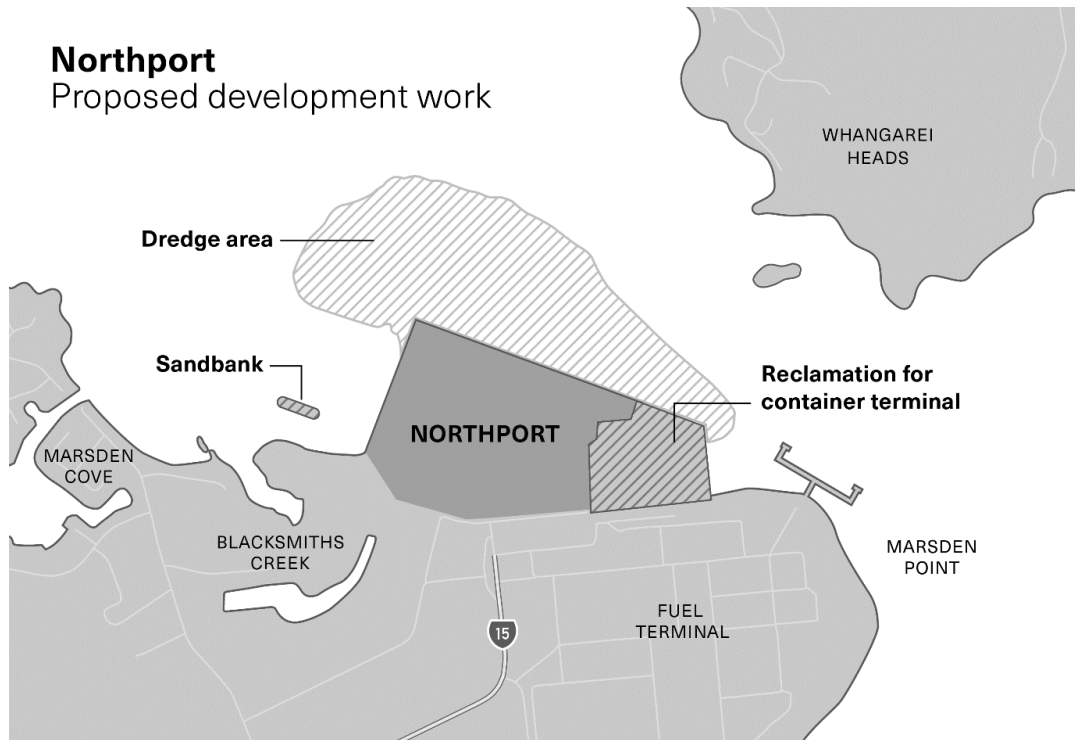 Northport
Proposed development work
WHANGAREI
HEADS
Dredge area
Sandbank
Reclamation for
container terminal
NORTHPORT
MARSDEN
COVE
BLACKSMITHS
CREEK
MARSDEN
POINT
FUEL
TERMINAL
15